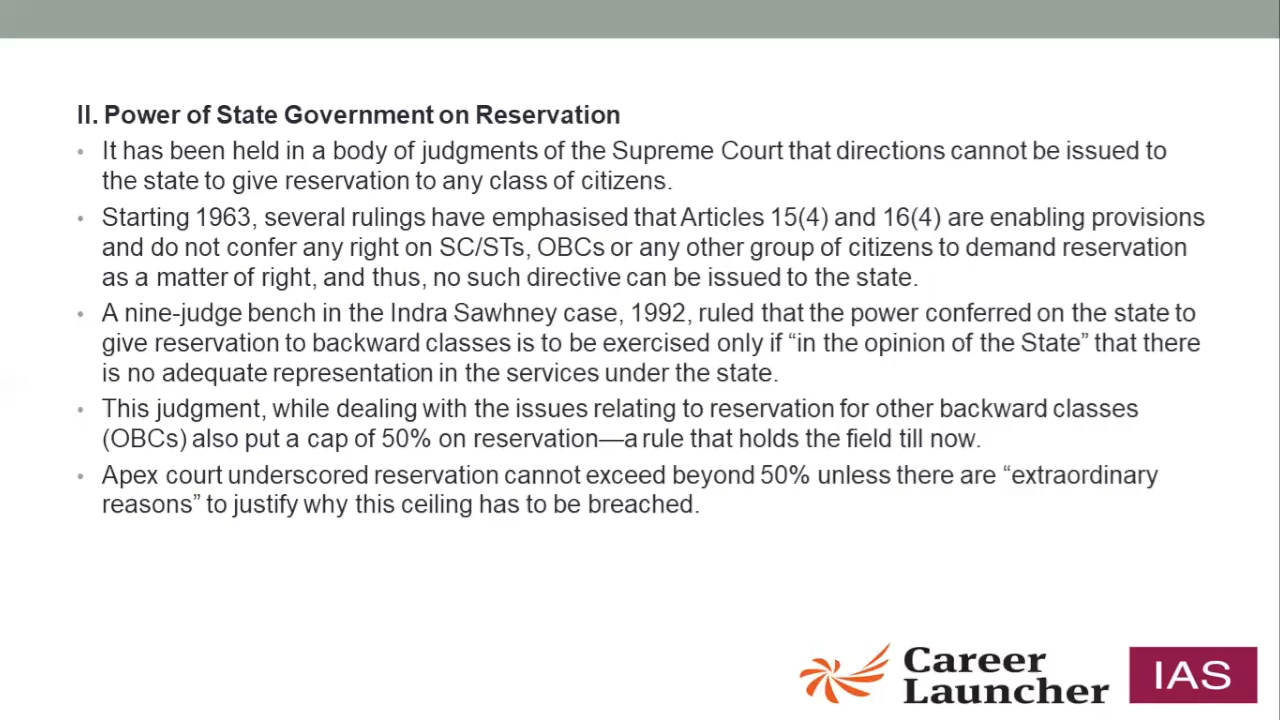 II. Power of State Government on Reservation
• It has been held in a body of judgments of the Supreme Court that directions cannot be issued to
the state to give reservation to any class of citizens.
• Starting 1963, several rulings have emphasised that Articles 15(4) and 16(4) are enabling provisions
and do not confer any right on SC/STs, OBCs or any other group of citizens to demand reservation
as a matter of right, and thus, no such directive can be issued to the state.
• A nine-judge bench in the Indra Sawhney case, 1992, ruled that the power conferred on the state to
give reservation to backward classes is to be exercised only if “in the opinion of the State” that there
is no adequate representation in the services under the state.
• This judgment, while dealing with the issues relating to reservation for other backward classes
(OBCs) also put a cap of 50% on reservation—a rule that holds the field till now.
• Apex court underscored reservation cannot exceed beyond 50% unless there are “extraordinary
reasons” to justify why this ceiling has to be breached.
Career
Launcher
IAS